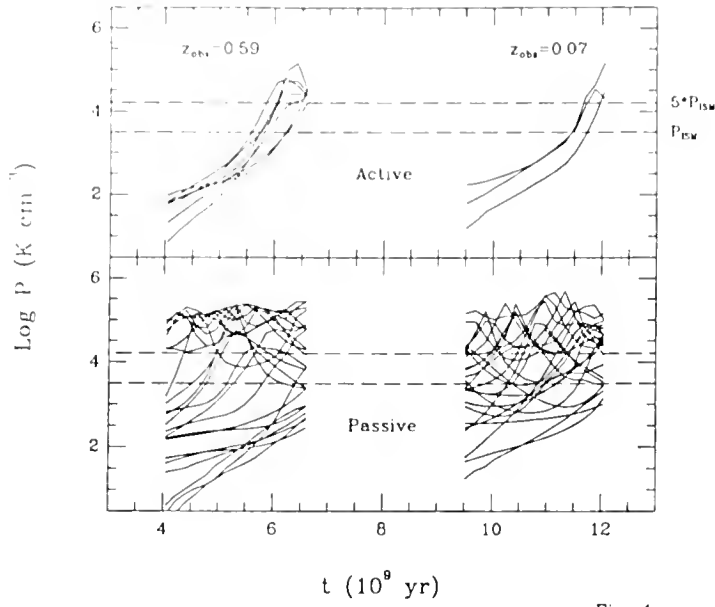 6
z_obs=0.59
z_obs=0.07
4
5*P_ISM
P_ISM
2
Active
Log P (K cm
6
4
Passive
2
4
6
8
10
12
t (10^9 yr)